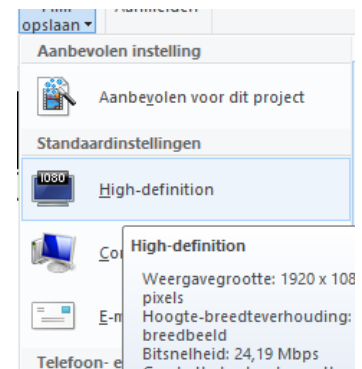 opslaan
Aanbevolen instelling
Aanbevolen voor dit project
Standaardinstellingen
1080
High-definition
High-definition
Weergavegrootte: 1920 x 108
pixels
Hoogte-breedteverhouding:
breedbeeld
Bitsnelheid: 24,19 Mbps
Telefoon- e